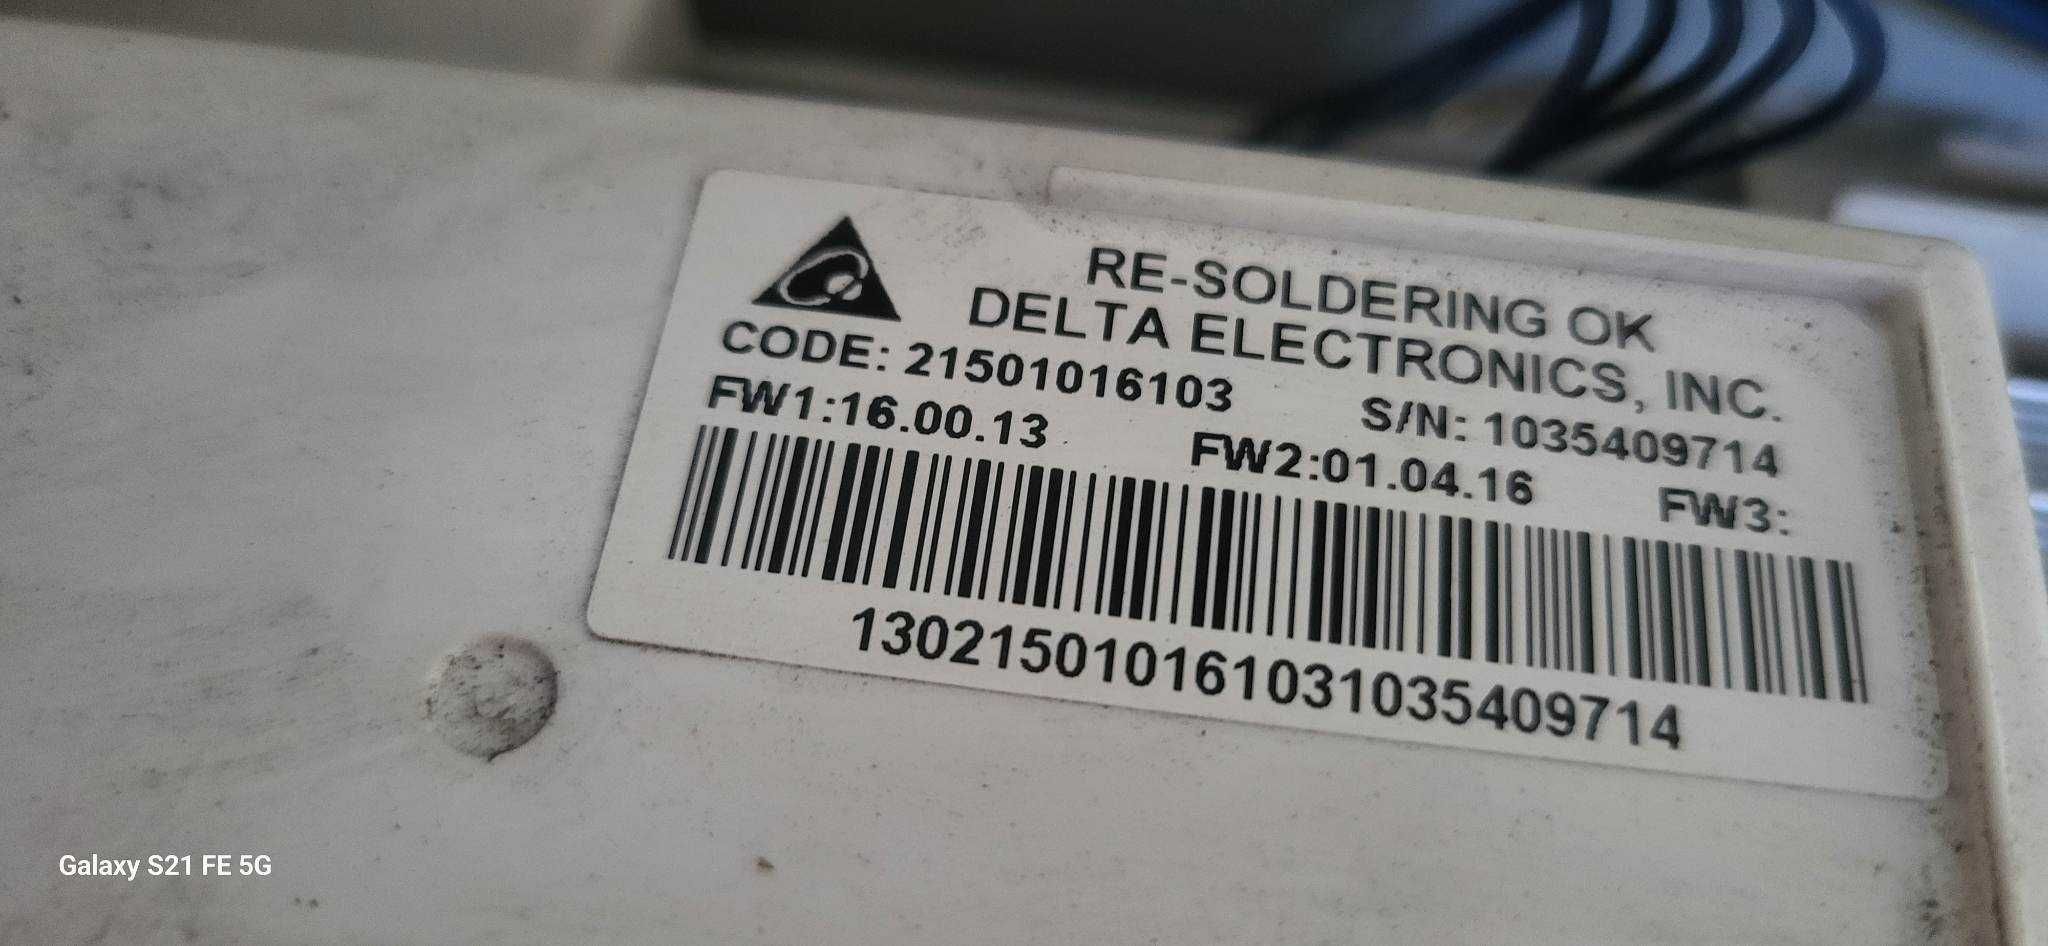 RE-SOLDERING OK
DELTA ELECTRONICS, INC.
CODE: 21501016103 S/N: 1035409714
FW1:16.00.13 FW2:01.04.16 FW3:
130215010161031035409714
Galaxy S21 FE 5G